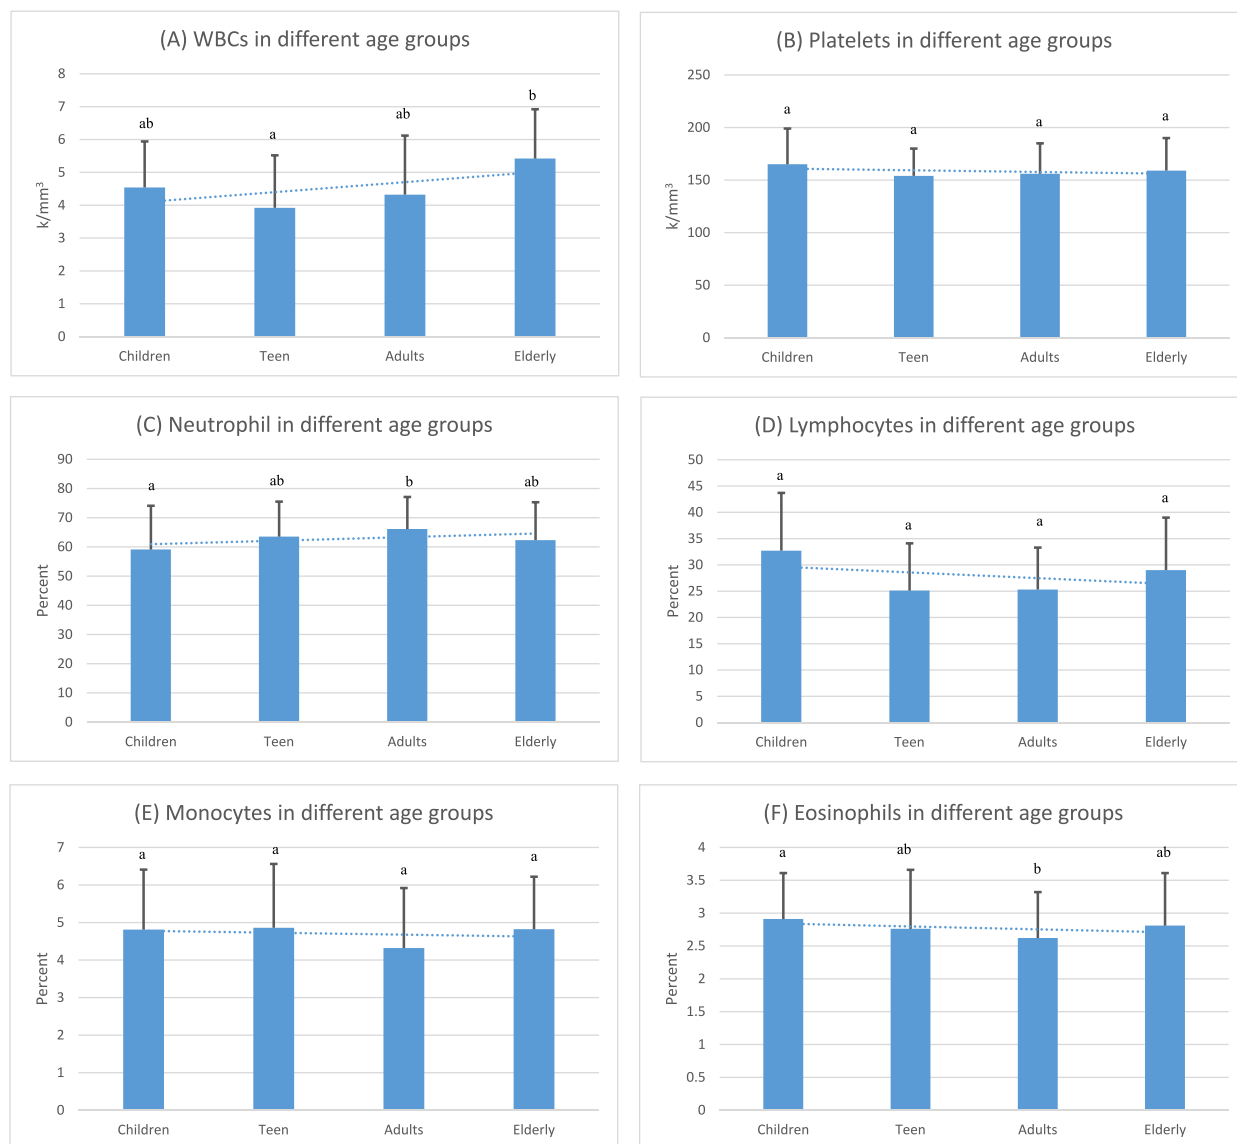 (A) WBCs in different age groups
8
7
6
5
4
3
2
1
0
k/mm³
ab
a
ab
b
Children Teen Adults Elderly
(B) Platelets in different age groups
250
200
150
100
50
0
k/mm³
a
a
a
a
Children Teen Adults Elderly
(C) Neutrophil in different age groups
90
80
70
60
50
40
30
20
10
0
Percent
a
ab
b
ab
Children Teen Adults Elderly
(D) Lymphocytes in different age groups
50
45
40
35
30
25
20
15
10
5
0
Percent
a
a
a
a
Children Teen Adults Elderly
(E) Monocytes in different age groups
7
6
5
4
3
2
1
0
Percent
a
a
a
a
Children Teen Adults Elderly
(F) Eosinophils in different age groups
4
3.5
3
2.5
2
1.5
1
0.5
0
Percent
a
ab
b
ab
Children Teen Adults Elderly